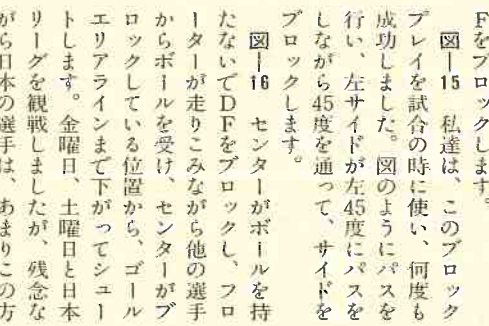 Fをブロックします。
図―15　私達は、このブロック
プレイを試合の時に使い、何度も
成功しました。図のようにパスを
行い、左サイドが左45度にパスを
しながら45度を通って、サイドを
ブロックします。
図―16　センターがボールを持
たないでDFをブロックし、フロ
ーターが走りこみながら他の選手
からボールを受け、センターがブ
ロックしている位置から、ゴール
エリアラインまで下がってシュー
トします。金曜日、土曜日と日本
リーグを観戦しましたが、残念な
がら日本の選手は、あまりこの方